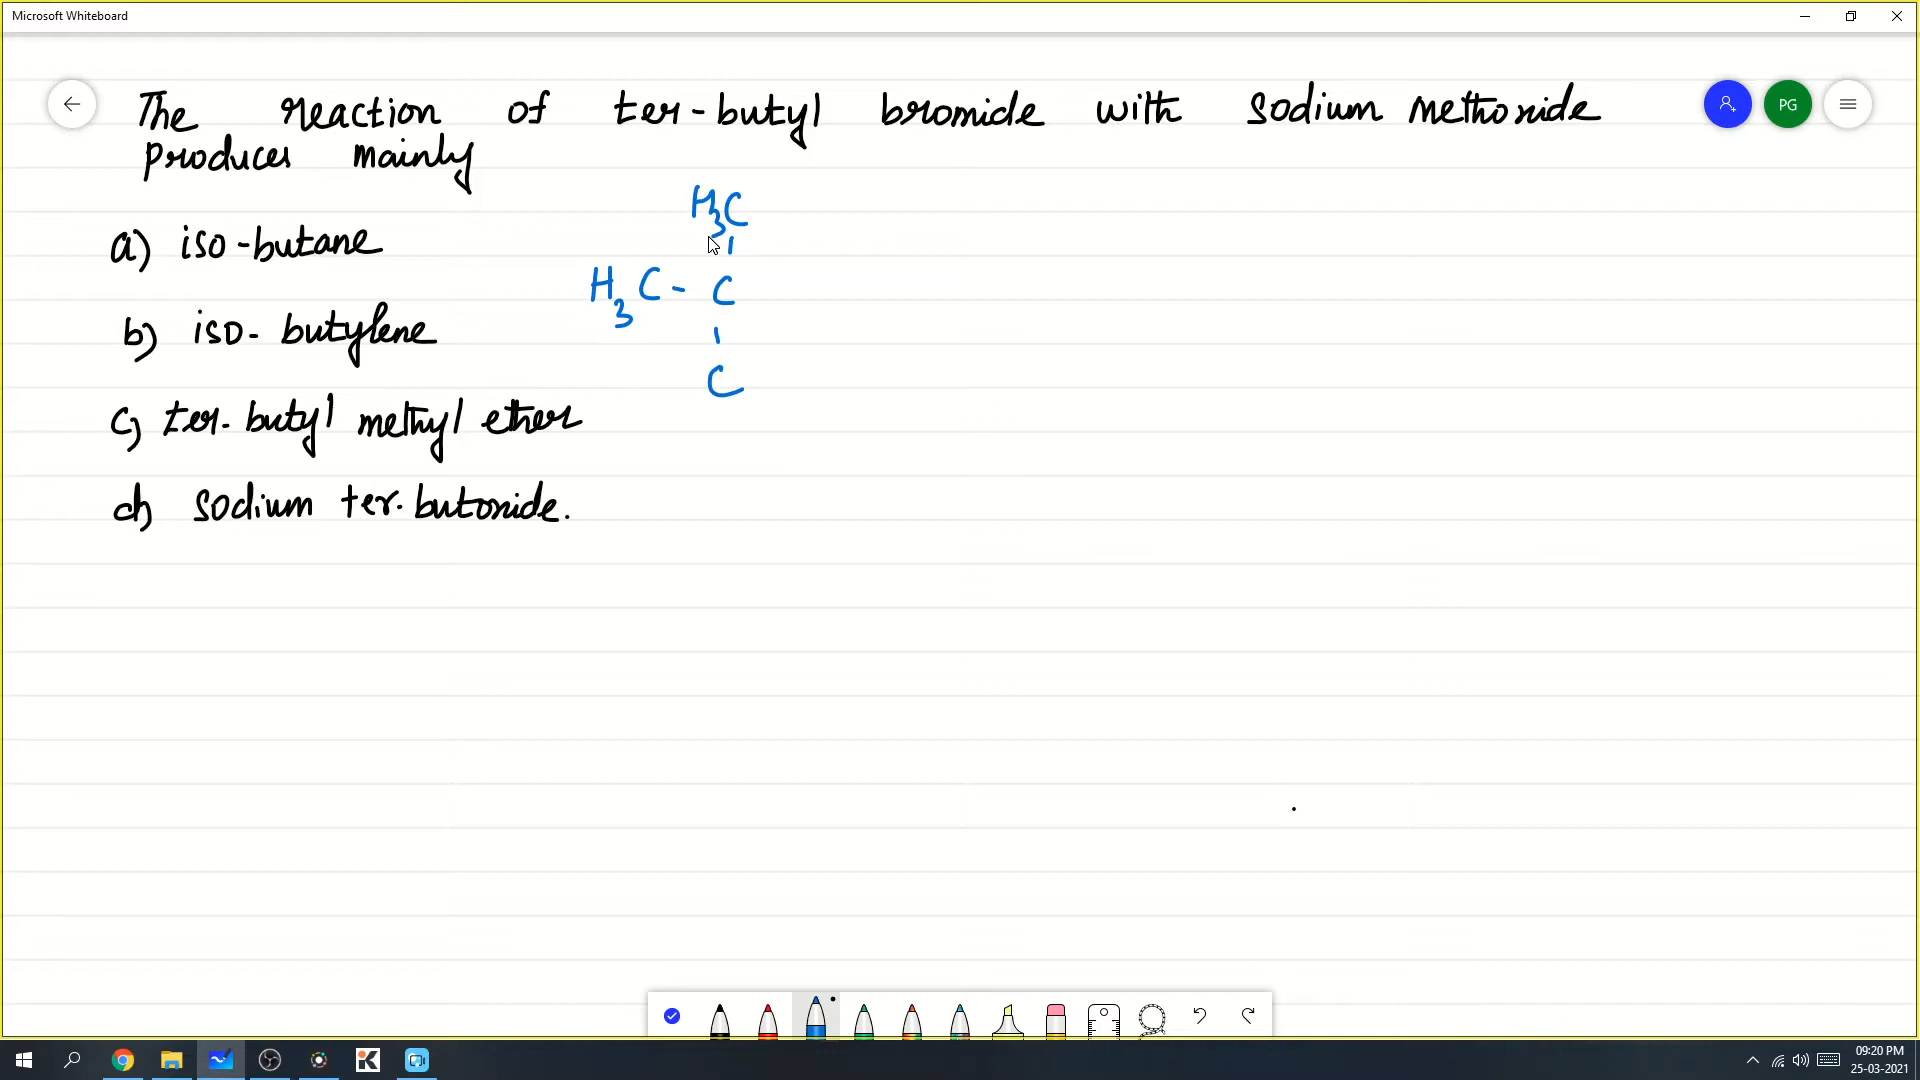 Microsoft Whiteboard
The reaction of ter-butyl bromide with sodium methoxide
produces mainly
PG
a) iso-butane
b) iso-butylene
c) ter. butyl methyl ether
d) sodium ter. butoxide.
H3C
H3C - C
C
09:20 PM
25-03-2021